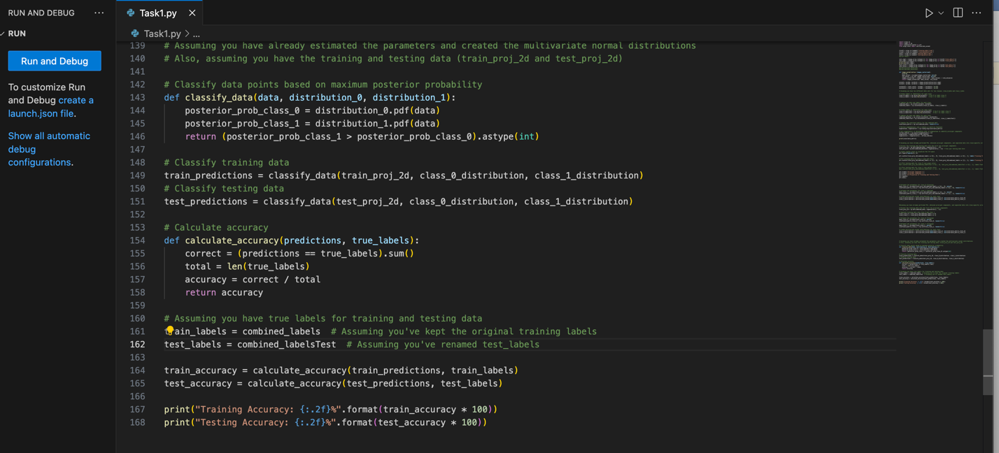 RUN AND DEBUG ...
RUN
Run and Debug
To customize Run
and Debug create a
launch.json file.
Show all automatic
debug
configurations.
Task1.py
Task1.py > ...
139 # Assuming you have already estimated the parameters and created the multivariate normal distributions
140 # Also, assuming you have the training and testing data (train_proj_2d and test_proj_2d)
141
142 # Classify data points based on maximum posterior probability
143 def classify_data(data, distribution_0, distribution_1):
144     posterior_prob_class_0 = distribution_0.pdf(data)
145     posterior_prob_class_1 = distribution_1.pdf(data)
146     return (posterior_prob_class_1 > posterior_prob_class_0).astype(int)
147
148 # Classify training data
149 train_predictions = classify_data(train_proj_2d, class_0_distribution, class_1_distribution)
150 # Classify testing data
151 test_predictions = classify_data(test_proj_2d, class_0_distribution, class_1_distribution)
152
153 # Calculate accuracy
154 def calculate_accuracy(predictions, true_labels):
155     correct = (predictions == true_labels).sum()
156     total = len(true_labels)
157     accuracy = correct / total
158     return accuracy
159
160 # Assuming you have true labels for training and testing data
161 train_labels = combined_labels  # Assuming you've kept the original training labels
162 test_labels = combined_labelsTest  # Assuming you've renamed test_labels
163
164 train_accuracy = calculate_accuracy(train_predictions, train_labels)
165 test_accuracy = calculate_accuracy(test_predictions, test_labels)
166
167 print("Training Accuracy: {:.2f}%".format(train_accuracy * 100))
168 print("Testing Accuracy: {:.2f}%".format(test_accuracy * 100))